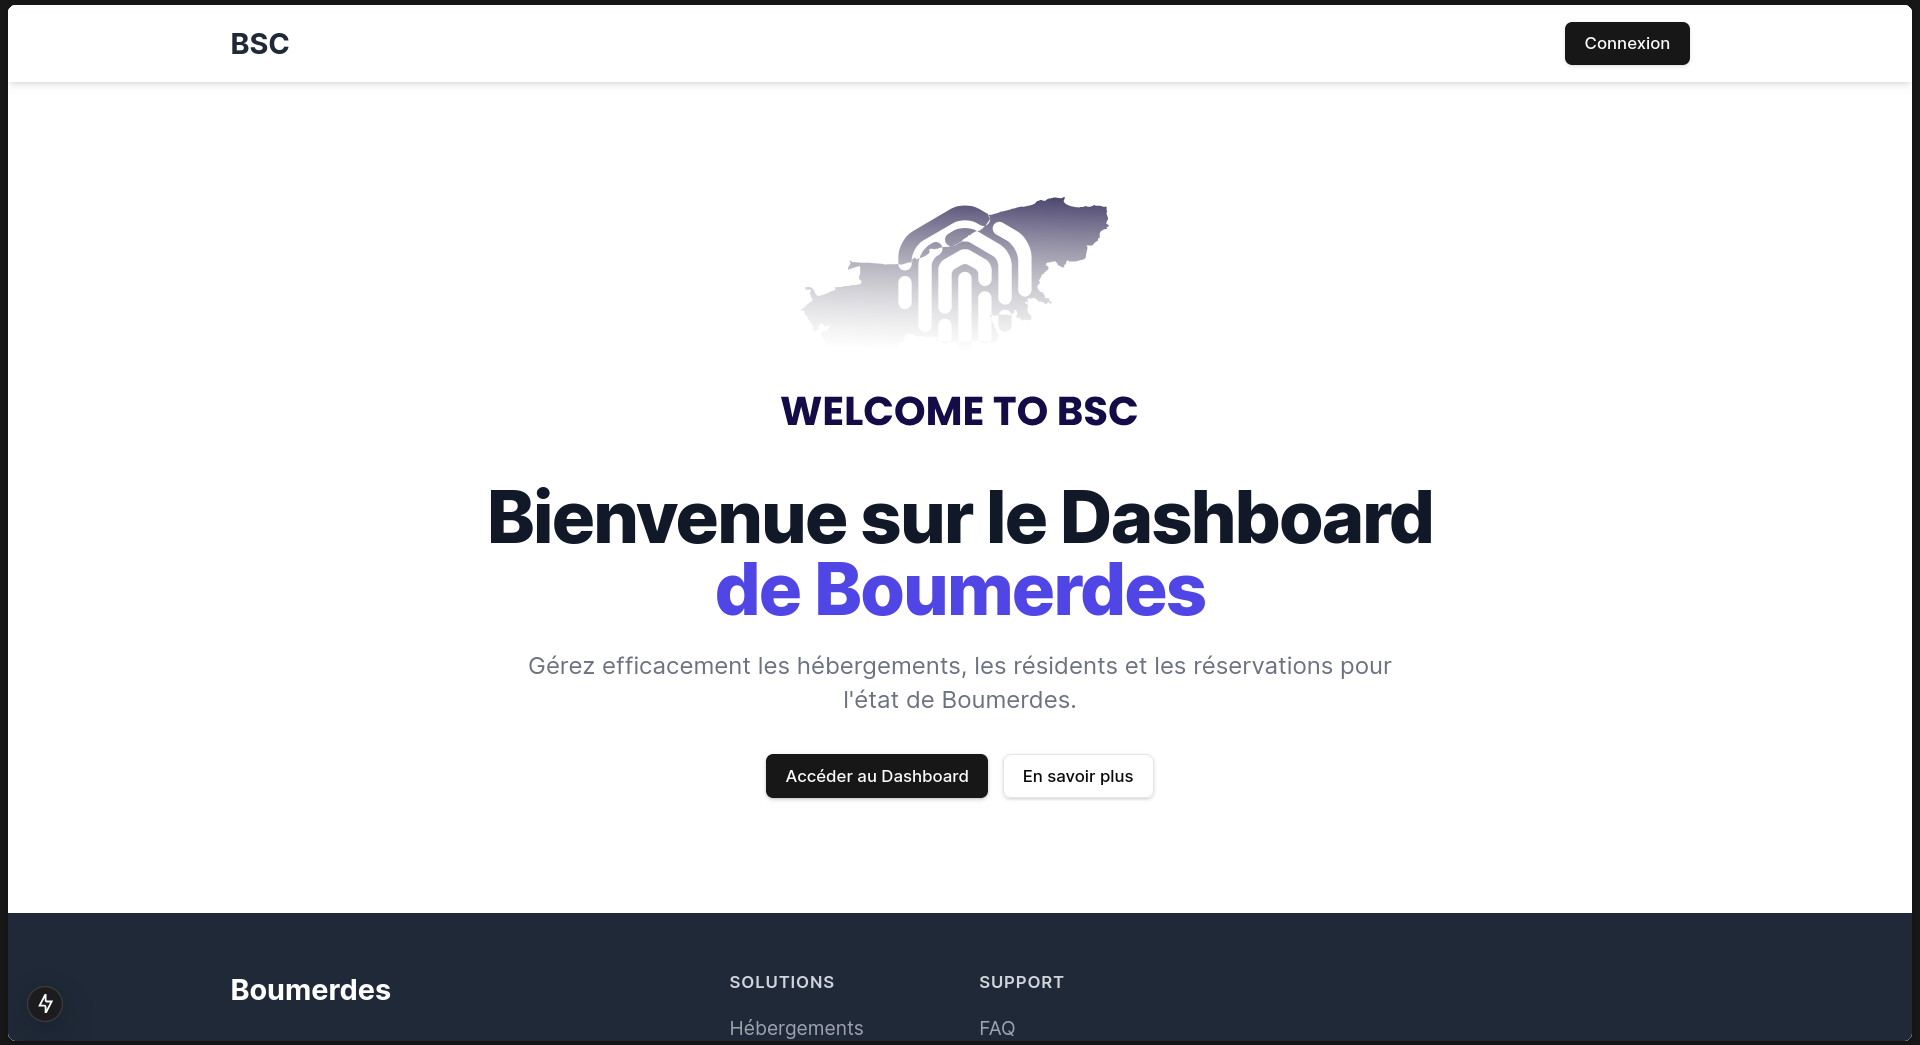 BSC
Connexion
WELCOME TO BSC
Bienvenue sur le Dashboard
de Boumerdes
Gérez efficacement les hébergements, les résidents et les réservations pour
l'état de Boumerdes.
Accéder au Dashboard
En savoir plus
Boumerdes
SOLUTIONS
Hébergements
SUPPORT
FAQ